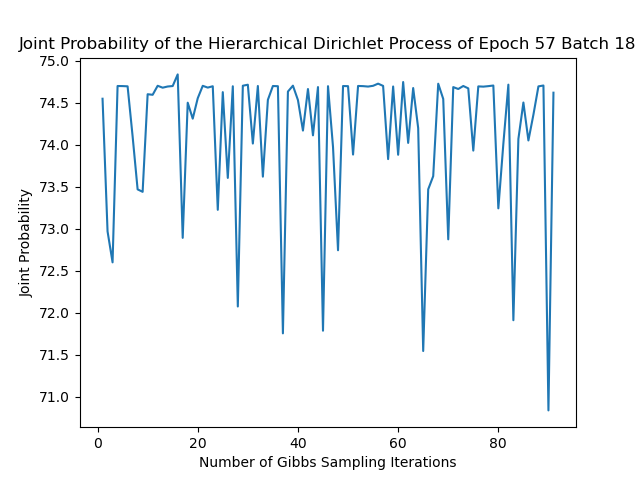 Joint Probability of the Hierarchical Dirichlet Process of Epoch 57 Batch 18
75.0
74.5
74.0
73.5
73.0
72.5
72.0
71.5
71.0
Joint Probability
0 20 40 60 80
Number of Gibbs Sampling Iterations